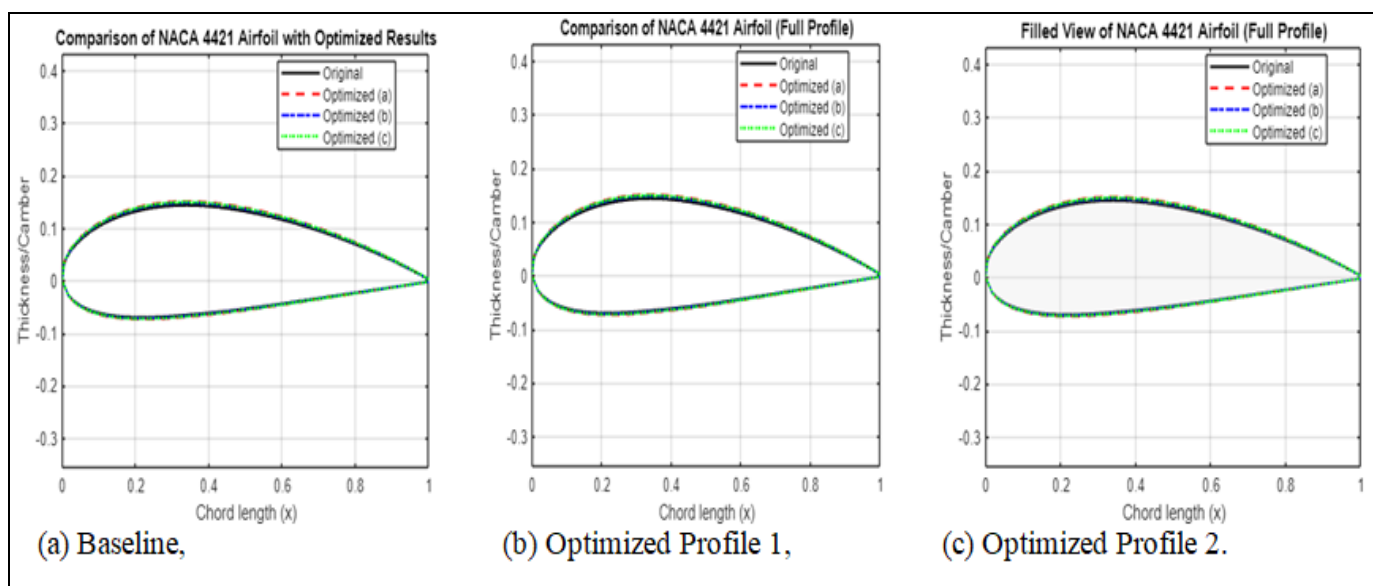 Comparison of NACA 4421 Airfoil with Optimized Results
0.4
0.3
0.2
0.1
0
-0.1
-0.2
-0.3
Thickness/Camber
Original
Optimized (a)
Optimized (b)
Optimized (c)
0 0.2 0.4 0.6 0.8 1
Chord length (x)
(a) Baseline,
Comparison of NACA 4421 Airfoil (Full Profile)
0.4
0.3
0.2
0.1
0
-0.1
-0.2
-0.3
Thickness/Camber
Original
Optimized (a)
Optimized (b)
Optimized (c)
0 0.2 0.4 0.6 0.8 1
Chord length (x)
(b) Optimized Profile 1,
Filled View of NACA 4421 Airfoil (Full Profile)
0.4
0.3
0.2
0.1
0
-0.1
-0.2
-0.3
Thickness/Camber
Original
Optimized (a)
Optimized (b)
Optimized (c)
0 0.2 0.4 0.6 0.8 1
Chord length (x)
(c) Optimized Profile 2.